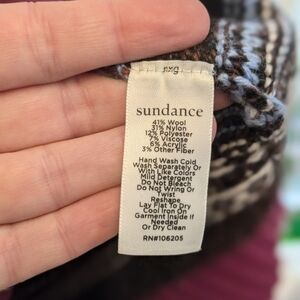 sundance
41% Wool
31% Nylon
12% Polyester
7% Viscose
6% Acrylic
3% Other Fiber
Hand Wash Cold
Wash Separately Or
With Like Colors
Mild Detergent
Do Not Bleach
Do Not Wring Or
Twist
Reshape
Lay Flat To Dry
Cool Iron On
Garment Inside If
Needed
Or Dry Clean
RN#106205